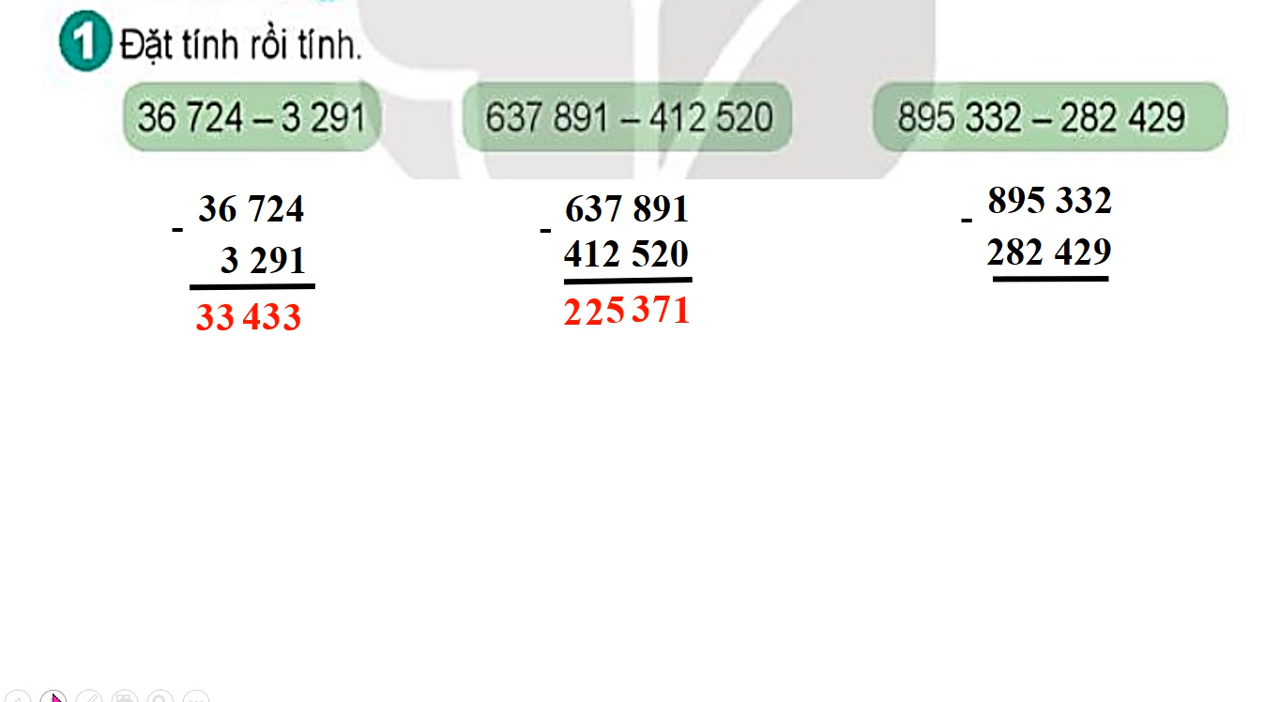 1 Đặt tính rồi tính.
36 724 – 3 291 637 891 – 412 520 895 332 – 282 429
- 36 724
3 291
33 433
- 637 891
412 520
225 371
- 895 332
282 429